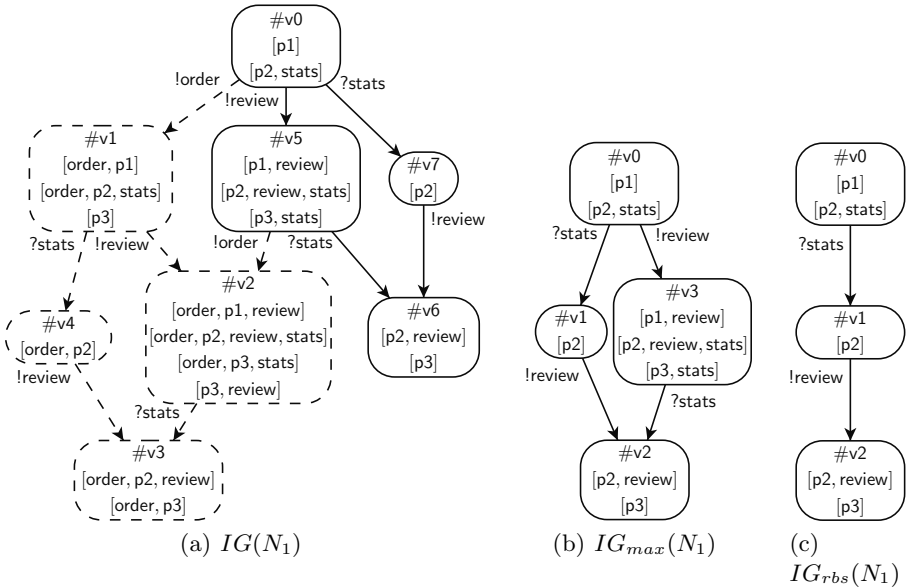 #v0
[p1]
[p2, stats]
!order
!review
?stats
#v1
[order, p1]
[order, p2, stats]
[p3]
#v5
[p1, review]
[p2, review, stats]
[p3, stats]
#v7
[p2]
?stats
!review
!order
?stats
!review
#v4
[order, p2]
#v2
[order, p1, review]
[order, p2, review, stats]
[order, p3, stats]
[p3, review]
#v6
[p2, review]
[p3]
!review
?stats
#v3
[order, p2, review]
[order, p3]
(a) IG(N1)
#v0
[p1]
[p2, stats]
?stats
!review
#v1
[p2]
#v3
[p1, review]
[p2, review, stats]
[p3, stats]
!review
?stats
#v2
[p2, review]
[p3]
(b) IGmax(N1)
#v0
[p1]
[p2, stats]
?stats
#v1
[p2]
!review
#v2
[p2, review]
[p3]
(c)
IGrbs(N1)